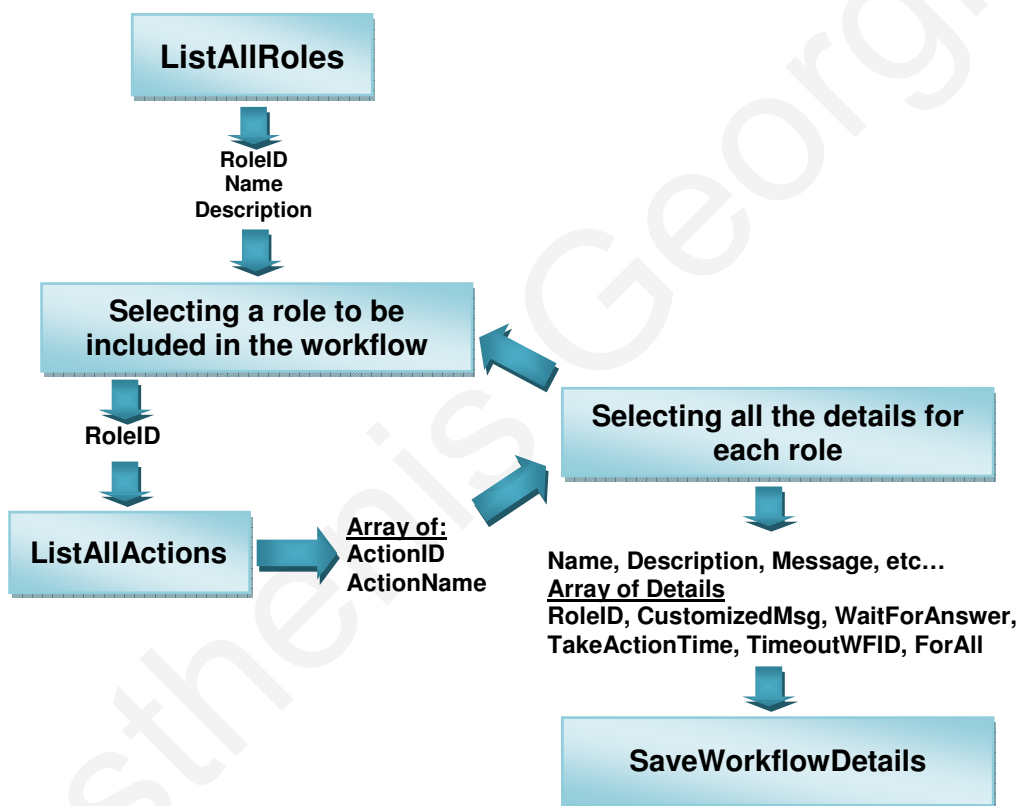 ListAllRoles
RoleID
Name
Description
Selecting a role to be
included in the workflow
RoleID
ListAllActions
Array of:
ActionID
ActionName
Selecting all the details for
each role
Name, Description, Message, etc…
Array of Details
RoleID, CustomizedMsg, WaitForAnswer,
TakeActionTime, TimeoutWFID, ForAll
SaveWorkflowDetails